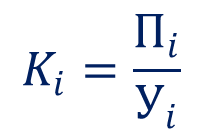 Kᵢ = Пᵢ / Уᵢ